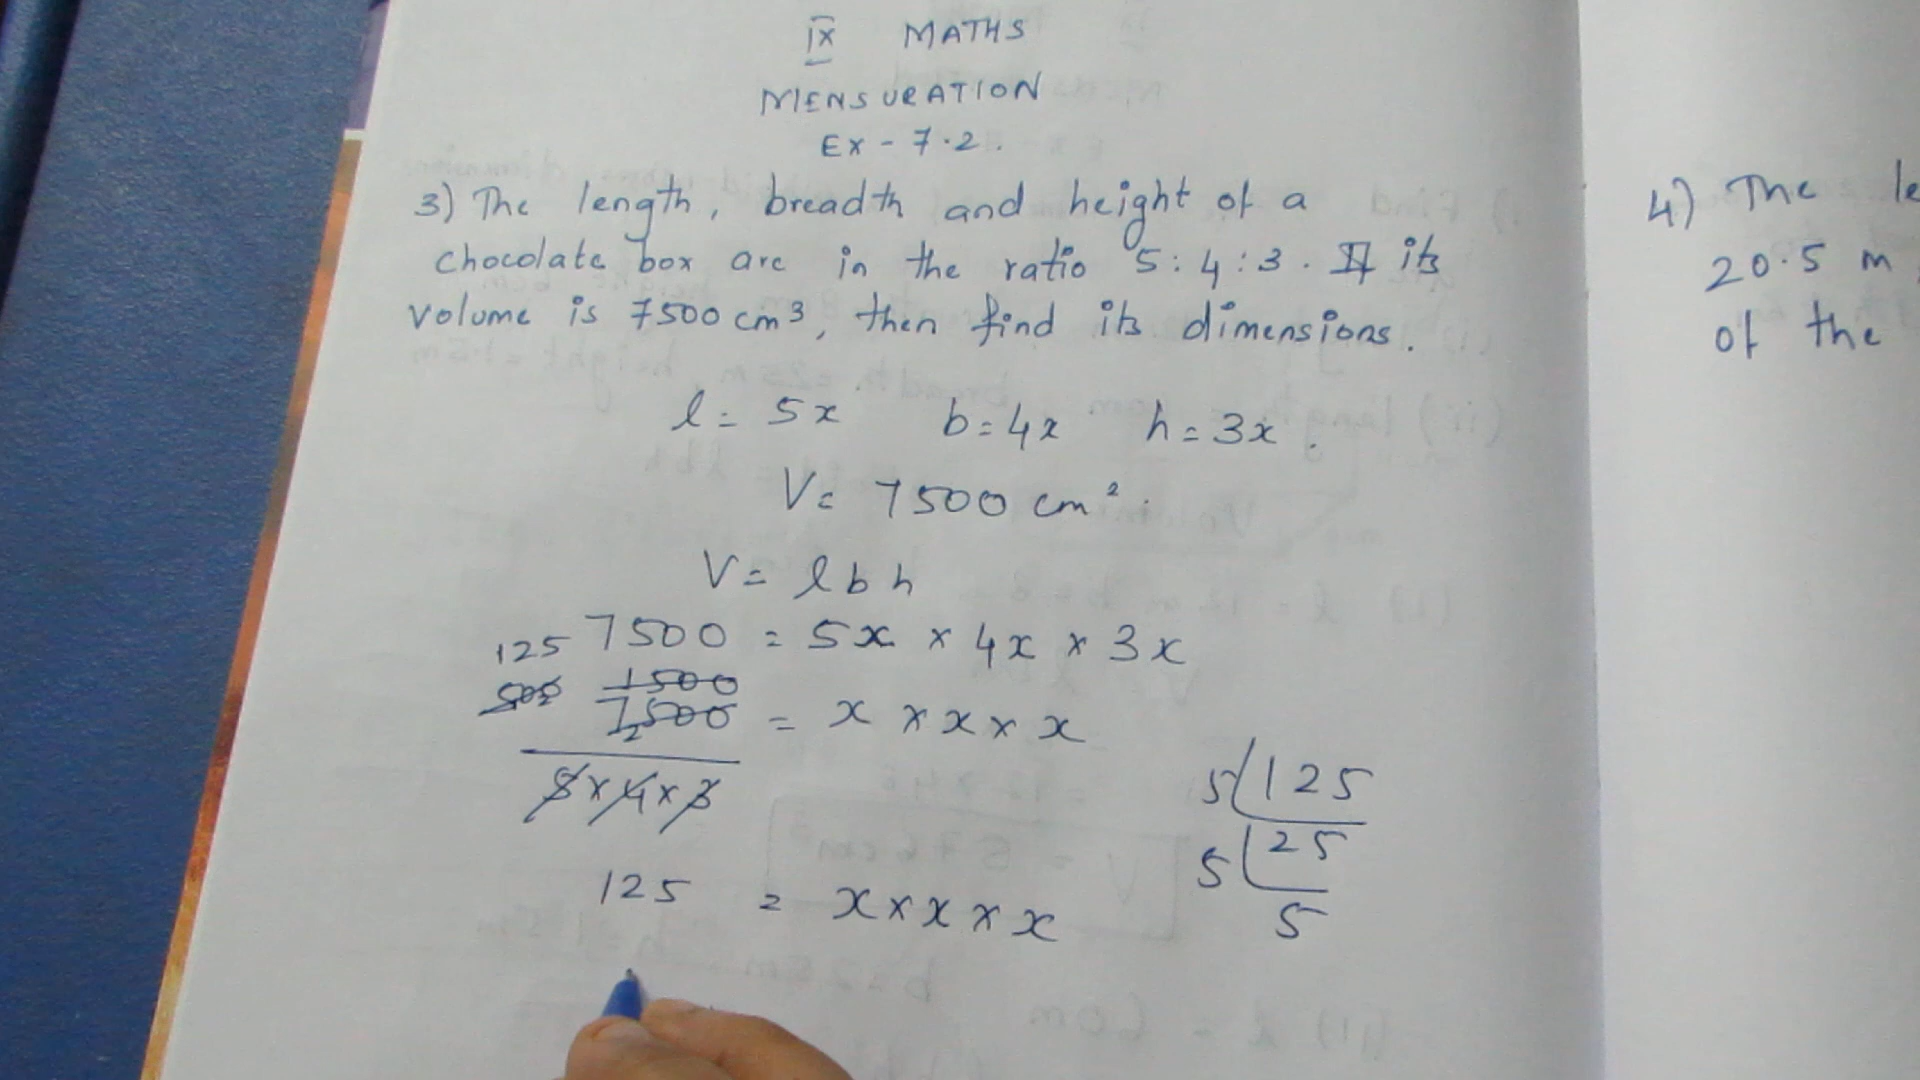 IX MATHS
MENSURATION
Ex - 7.2.
3) The length, breadth and height of a
chocolate box are in the ratio 5:4:3. If its
volume is 7500 cm³, then find its dimensions.
l = 5x b = 4x h = 3x.
V = 7500 cm².
V = lbh
7500 = 5x × 4x × 3x
125
500 1500
7500 = x × x × x
2
5 × 4 × 3
125 = x × x × x
5 125
5 25
5
4) The le
20.5 m
of the